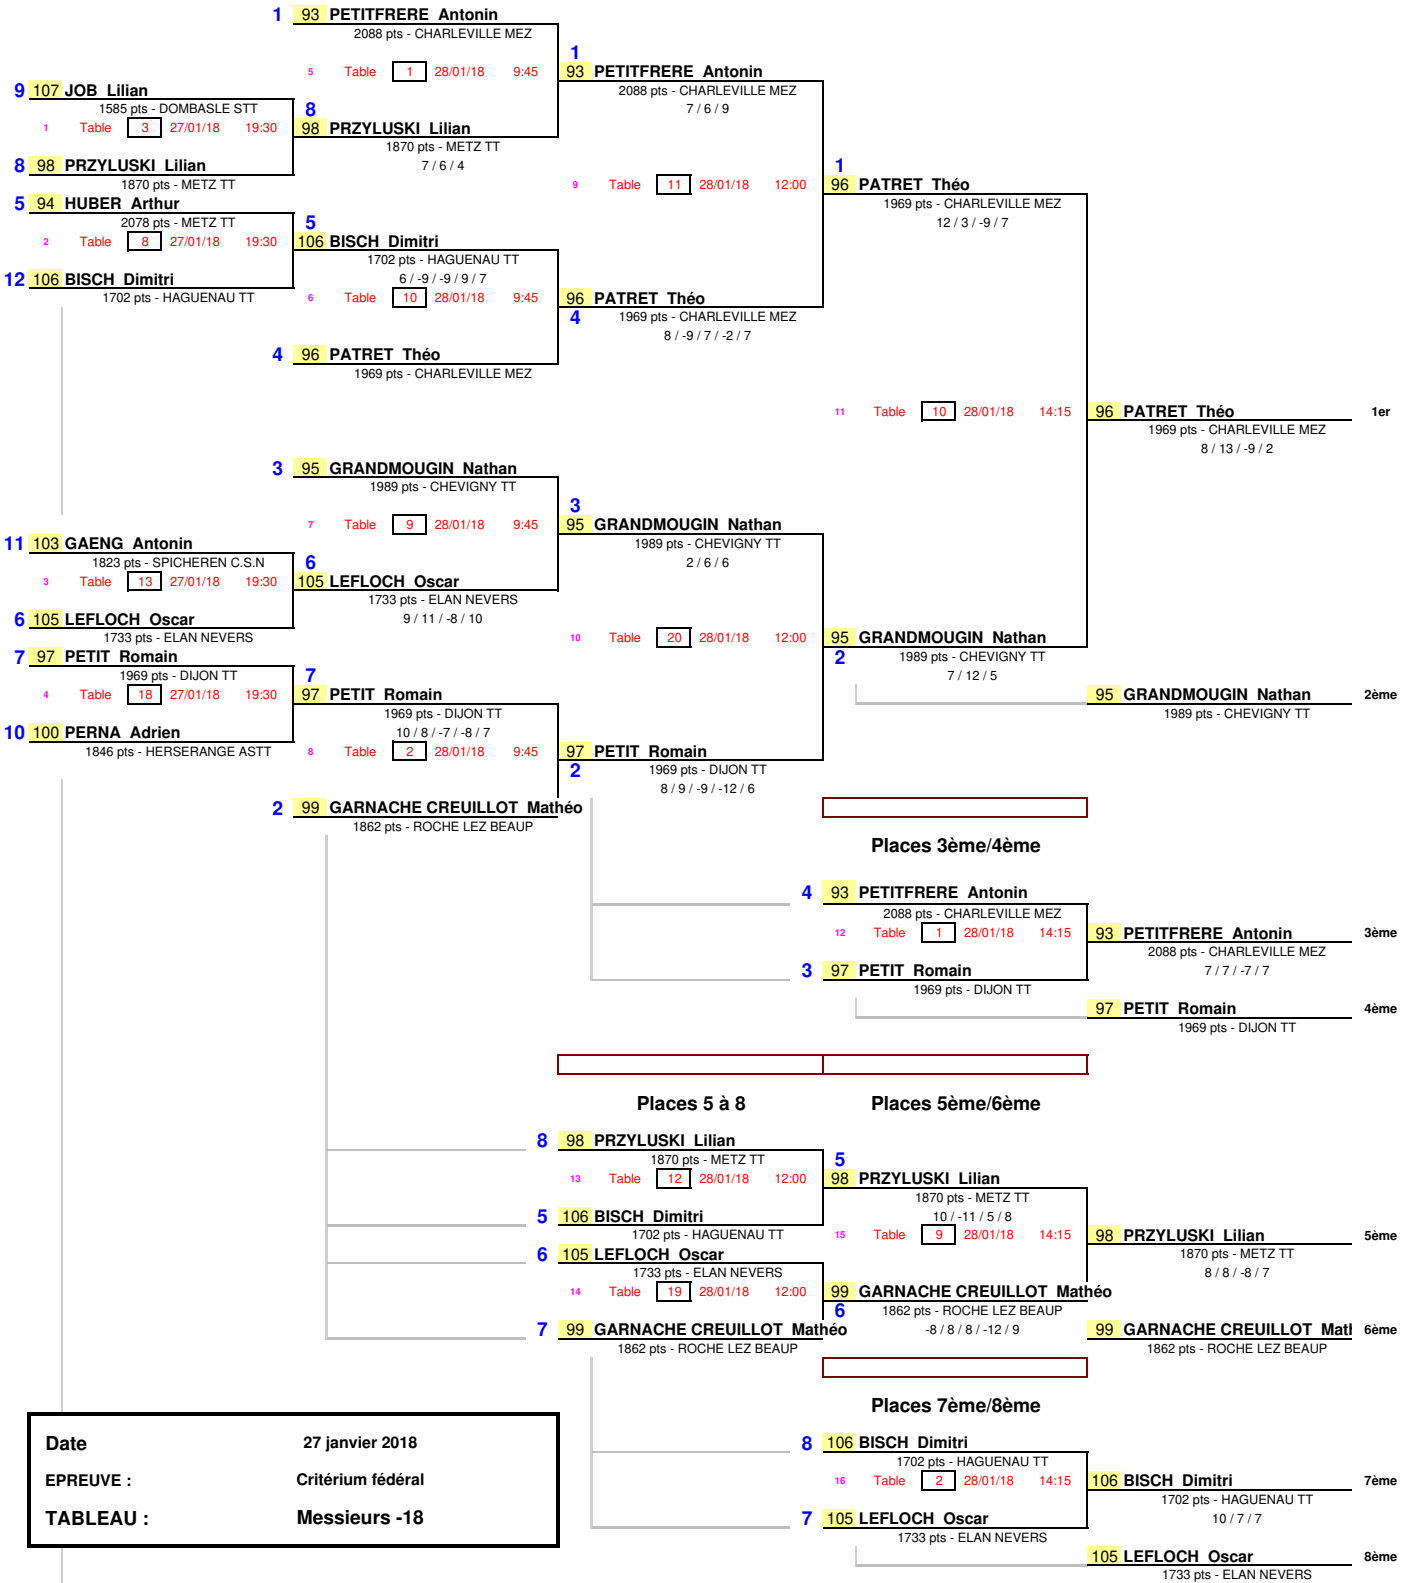 1 93 PETITFRERE Antonin
2088 pts - CHARLEVILLE MEZ
5 Table 1 28/01/18 9:45
1
93 PETITFRERE Antonin
2088 pts - CHARLEVILLE MEZ
7 / 6 / 9
9 107 JOB Lilian
1585 pts - DOMBASLE STT
1 Table 3 27/01/18 19:30
8
98 PRZYLUSKI Lilian
1870 pts - METZ TT
7 / 6 / 4
8 98 PRZYLUSKI Lilian
1870 pts - METZ TT
9 Table 11 28/01/18 12:00
1
96 PATRET Théo
1969 pts - CHARLEVILLE MEZ
12 / 3 / -9 / 7
5 94 HUBER Arthur
2078 pts - METZ TT
2 Table 8 27/01/18 19:30
5
106 BISCH Dimitri
1702 pts - HAGUENAU TT
6 / -9 / -9 / 9 / 7
12 106 BISCH Dimitri
1702 pts - HAGUENAU TT
6 Table 10 28/01/18 9:45
96 PATRET Théo
4
1969 pts - CHARLEVILLE MEZ
8 / -9 / 7 / -2 / 7
4 96 PATRET Théo
1969 pts - CHARLEVILLE MEZ
11 Table 10 28/01/18 14:15
96 PATRET Théo 1er
1969 pts - CHARLEVILLE MEZ
8 / 13 / -9 / 2
3 95 GRANDMOUGIN Nathan
1989 pts - CHEVIGNY TT
7 Table 9 28/01/18 9:45
3
95 GRANDMOUGIN Nathan
1989 pts - CHEVIGNY TT
2 / 6 / 6
11 103 GAENG Antonin
1823 pts - SPICHEREN C.S.N
3 Table 13 27/01/18 19:30
6
105 LEFLOCH Oscar
1733 pts - ELAN NEVERS
9 / 11 / -8 / 10
6 105 LEFLOCH Oscar
1733 pts - ELAN NEVERS
10 Table 20 28/01/18 12:00
95 GRANDMOUGIN Nathan
2
1989 pts - CHEVIGNY TT
7 / 12 / 5
7 97 PETIT Romain
1969 pts - DIJON TT
4 Table 18 27/01/18 19:30
7
97 PETIT Romain
1969 pts - DIJON TT
10 / 8 / -7 / -8 / 7
95 GRANDMOUGIN Nathan 2ème
1989 pts - CHEVIGNY TT
10 100 PERNA Adrien
1846 pts - HERSERANGE ASTT
8 Table 2 28/01/18 9:45
97 PETIT Romain
2
1969 pts - DIJON TT
8 / 9 / -9 / -12 / 6
2 99 GARNACHE CREUILLOT Mathéo
1862 pts - ROCHE LEZ BEAUP
Places 3ème/4ème
4 93 PETITFRERE Antonin
2088 pts - CHARLEVILLE MEZ
12 Table 1 28/01/18 14:15
93 PETITFRERE Antonin 3ème
2088 pts - CHARLEVILLE MEZ
7 / 7 / -7 / 7
3 97 PETIT Romain
1969 pts - DIJON TT
97 PETIT Romain 4ème
1969 pts - DIJON TT
Places 5 à 8
Places 5ème/6ème
8 98 PRZYLUSKI Lilian
1870 pts - METZ TT
13 Table 12 28/01/18 12:00
5
98 PRZYLUSKI Lilian
1870 pts - METZ TT
10 / -11 / 5 / 8
5 106 BISCH Dimitri
1702 pts - HAGUENAU TT
15 Table 9 28/01/18 14:15
98 PRZYLUSKI Lilian 5ème
1870 pts - METZ TT
8 / 8 / -8 / 7
6 105 LEFLOCH Oscar
1733 pts - ELAN NEVERS
14 Table 19 28/01/18 12:00
99 GARNACHE CREUILLOT Mathéo
6
1862 pts - ROCHE LEZ BEAUP
-8 / 8 / 8 / -12 / 9
7 99 GARNACHE CREUILLOT Mathéo
1862 pts - ROCHE LEZ BEAUP
99 GARNACHE CREUILLOT Math 6ème
1862 pts - ROCHE LEZ BEAUP
Places 7ème/8ème
8 106 BISCH Dimitri
1702 pts - HAGUENAU TT
16 Table 2 28/01/18 14:15
106 BISCH Dimitri 7ème
1702 pts - HAGUENAU TT
10 / 7 / 7
7 105 LEFLOCH Oscar
1733 pts - ELAN NEVERS
105 LEFLOCH Oscar 8ème
1733 pts - ELAN NEVERS
Date 27 janvier 2018
EPREUVE : Critérium fédéral
TABLEAU : Messieurs -18